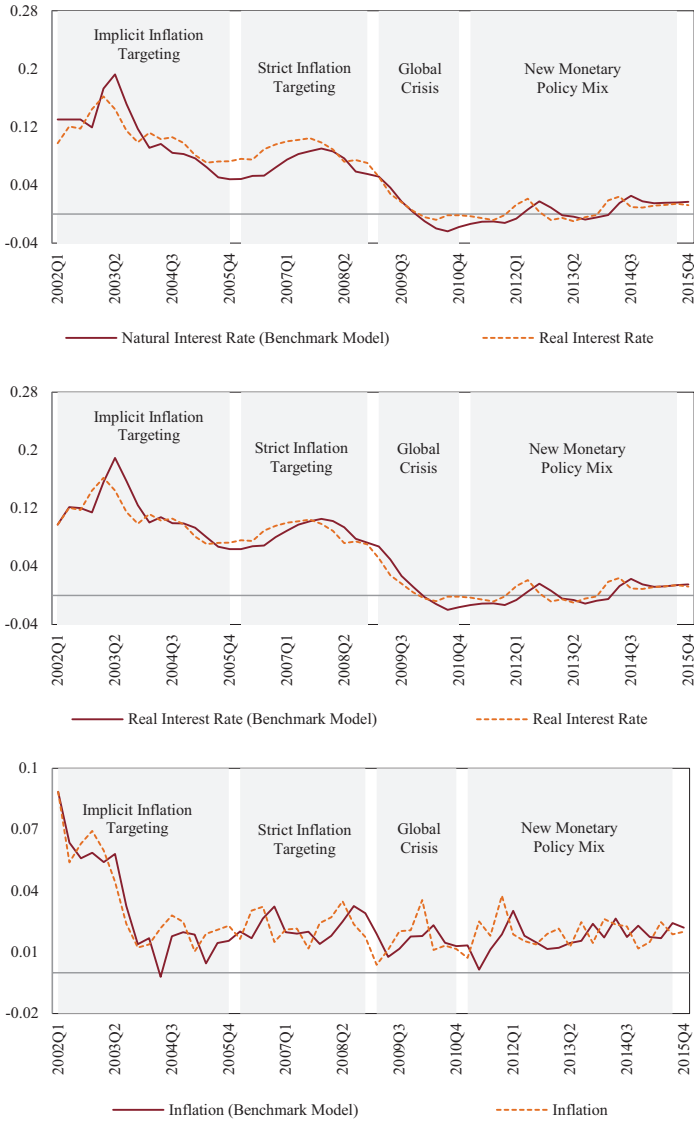 0.28
0.2
0.12
0.04
-0.04
Implicit Inflation
Targeting
Strict Inflation
Targeting
Global
Crisis
New Monetary
Policy Mix
2002Q1
2003Q2
2004Q3
2005Q4
2007Q1
2008Q2
2009Q3
2010Q4
2012Q1
2013Q2
2014Q3
2015Q4
Natural Interest Rate (Benchmark Model)
Real Interest Rate
0.28
0.2
0.12
0.04
-0.04
Implicit Inflation
Targeting
Strict Inflation
Targeting
Global
Crisis
New Monetary
Policy Mix
2002Q1
2003Q2
2004Q3
2005Q4
2007Q1
2008Q2
2009Q3
2010Q4
2012Q1
2013Q2
2014Q3
2015Q4
Real Interest Rate (Benchmark Model)
Real Interest Rate
0.1
0.07
0.04
0.01
-0.02
Implicit Inflation
Targeting
Strict Inflation
Targeting
Global
Crisis
New Monetary
Policy Mix
2002Q1
2003Q2
2004Q3
2005Q4
2007Q1
2008Q2
2009Q3
2010Q4
2012Q1
2013Q2
2014Q3
2015Q4
Inflation (Benchmark Model)
Inflation